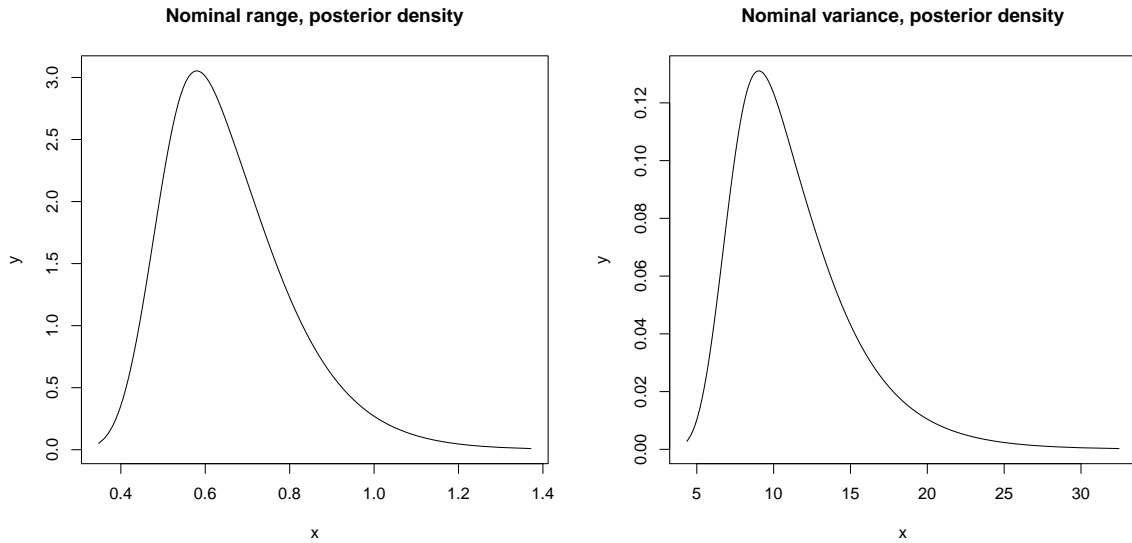 Nominal range, posterior density
y
3.0
2.5
2.0
1.5
1.0
0.5
0.0
0.4 0.6 0.8 1.0 1.2 1.4
x
Nominal variance, posterior density
y
0.12
0.10
0.08
0.06
0.04
0.02
0.00
5 10 15 20 25 30
x